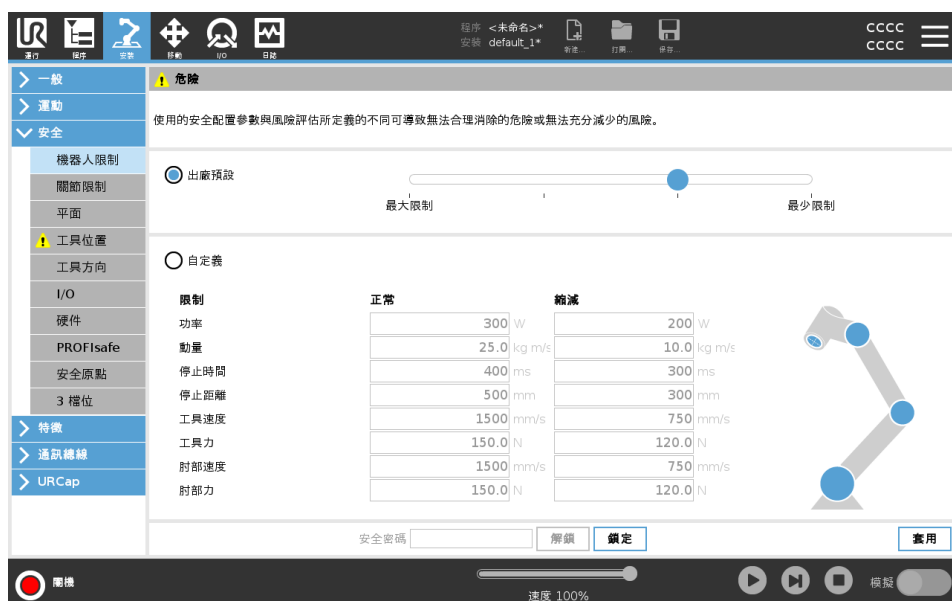 程序 <未命名>*
安裝 default_1*
運行 程序 安裝 移動 I/O 日誌
新建... 打開... 保存...
cccc
cccc
一般
運動
安全
機器人限制
關節限制
平面
工具位置
工具方向
I/O
硬件
PROFIsafe
安全原點
3 檔位
特徵
通訊總線
URCap
危險
使用的安全配置參數與風險評估所定義的不同可導致無法合理消除的危險或無法充分減少的風險。
出廠預設
最大限制 最少限制
自定義
限制 正常 縮減
功率 300 W 200 W
動量 25.0 kg m/s 10.0 kg m/s
停止時間 400 ms 300 ms
停止距離 500 mm 300 mm
工具速度 1500 mm/s 750 mm/s
工具力 150.0 N 120.0 N
肘部速度 1500 mm/s 750 mm/s
肘部力 150.0 N 120.0 N
安全密碼 解鎖 鎖定 套用
關機
速度 100%
模擬